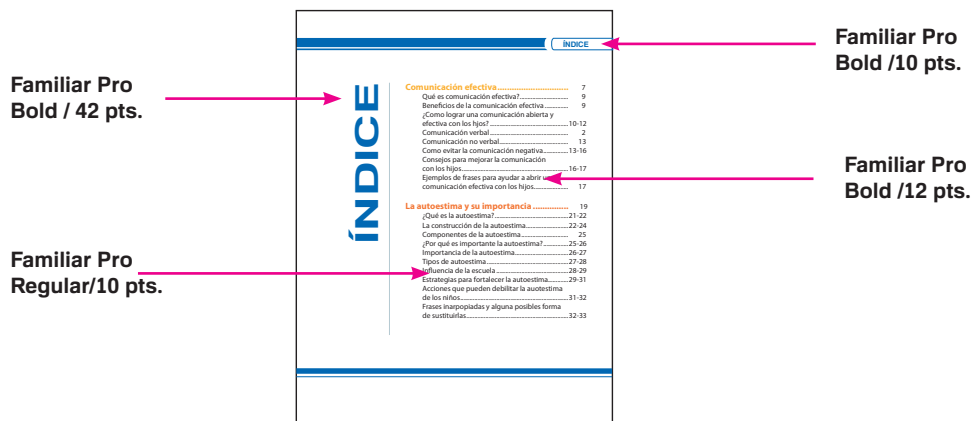 ÍNDICE
Familiar Pro
Bold /10 pts.
Familiar Pro
Bold / 42 pts.
ÍNDICE
Comunicación efectiva................................ 7
Qué es comunicación efectiva?..................... 9
Beneficios de la comunicación efectiva ......... 9
¿Como lograr una comunicación abierta y
efectiva con los hjos? ................................10-12
Comunicación verbal................................ 2
Comunicación no verbal............................ 13
Como evitar la comunicación negativa..........13-16
Consejos para mejorar la comunicación
con los hijos................................16-17
Ejemplos de frases para ayudar a abrir
comunicación efectiva con los hijos............. 17
Familiar Pro
Bold /12 pts.
La autoestima y su importancia ............... 19
¿Qué es la autoestima?................................21-22
La construcción de la autoestima................22-24
Componentes de la autoestima................... 25
¿Por qué es importante la autoestima?..........25-26
Importancia de la autoestima......................26-27
Tipos de autoestima................................27-28
Influencia de la escuela ................................28-29
Estrategias para fortalecer la autoestima........29-31
Acciones que pueden debilitar la auotestima
de los niños................................31-32
Frases inarpopiadas y alguna posibles forma
de sustituirlas................................32-33
Familiar Pro
Regular/10 pts.